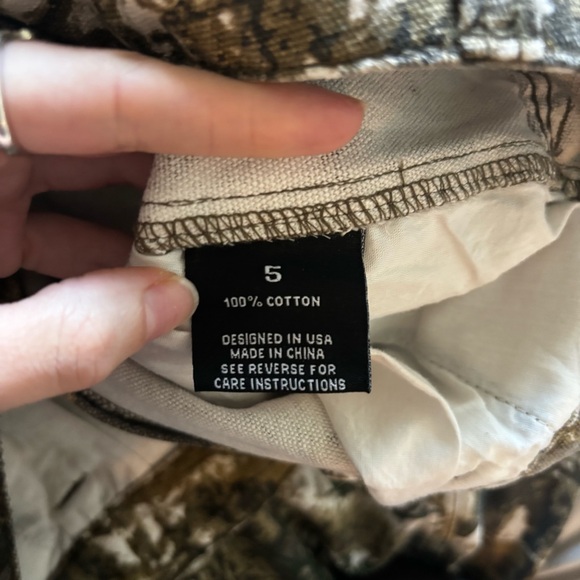 5
100% COTTON
DESIGNED IN USA
MADE IN CHINA
SEE REVERSE FOR
CARE INSTRUCTIONS